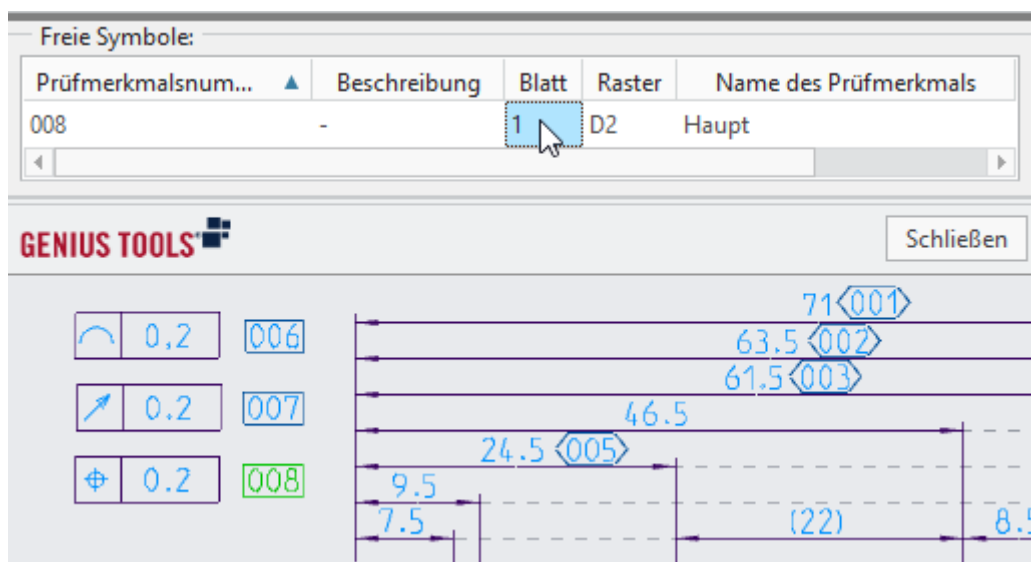 Freie Symbole:
Prüfmerkmalsnum... Beschreibung Blatt Raster Name des Prüfmerkmals
008 - 1 D2 Haupt
GENIUS TOOLS
Schließen
71 001
0,2 006
63.5 002
61.5 003
0.2 007
46.5
24.5 005
0.2 008
9.5
7.5 (22) 8.5